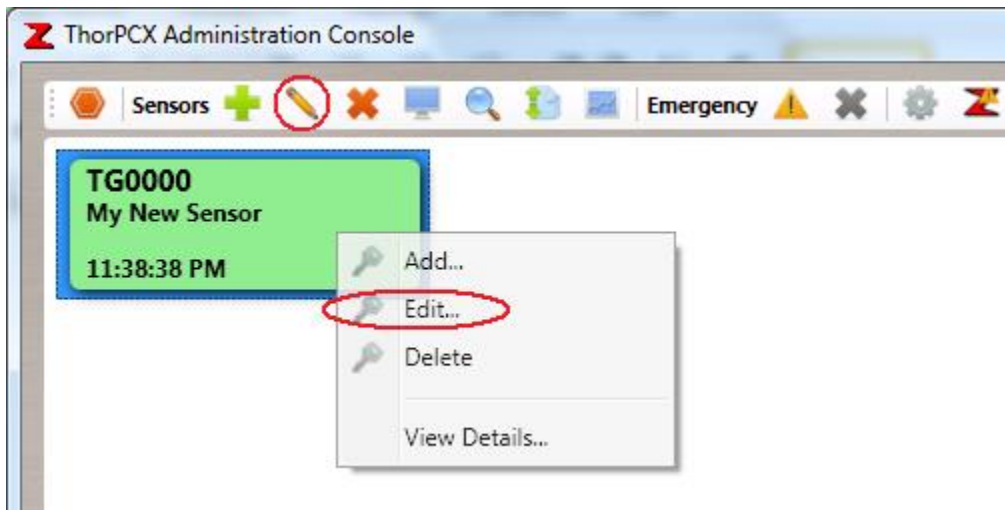 ThorPCX Administration Console
Sensors Emergency
TG0000
My New Sensor
11:38:38 PM
Add...
Edit...
Delete
View Details...